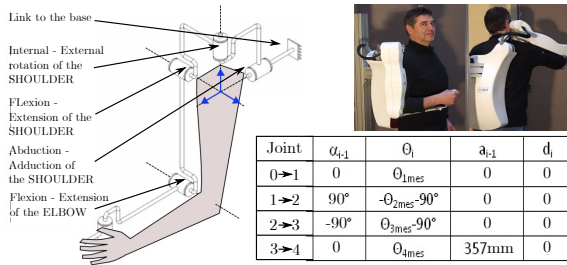 Link to the base
Internal - External
rotation of the
SHOULDER
FLexion -
Extension of the
SHOULDER
Abduction -
Adduction of
the SHOULDER
Flexion - Extension
of the ELBOW
Joint αi-1 Θi ai-1 di
0→1 0 Θ1mes 0 0
1→2 90° -Θ2mes-90° 0 0
2→3 -90° Θ3mes-90° 0 0
3→4 0 Θ4mes 357mm 0